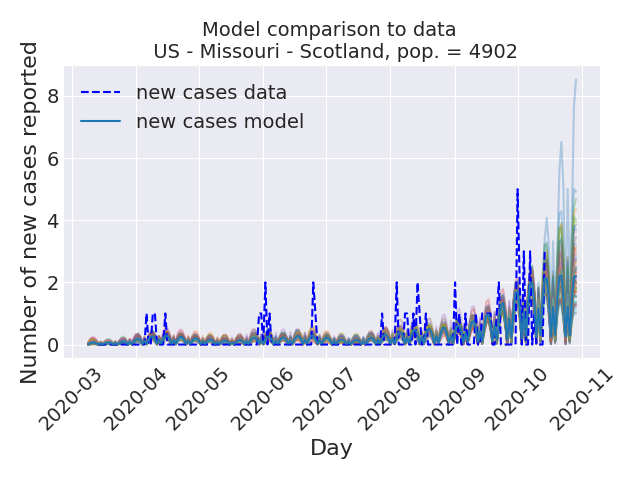 Model comparison to data
US - Missouri - Scotland, pop. = 4902
Number of new cases reported
8
6
4
2
0
new cases data
new cases model
2020-03
2020-04
2020-05
2020-06
2020-07
2020-08
2020-09
2020-10
2020-11
Day